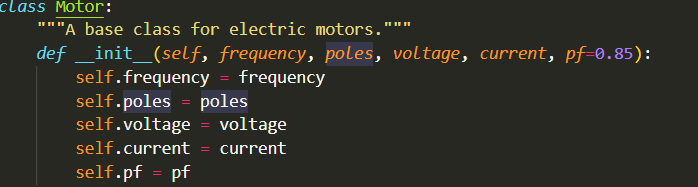 class Motor:
    """A base class for electric motors."""
    def __init__(self, frequency, poles, voltage, current, pf=0.85):
        self.frequency = frequency
        self.poles = poles
        self.voltage = voltage
        self.current = current
        self.pf = pf